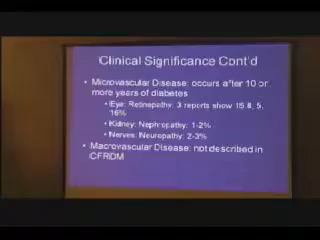 Clinical Significance Cont'd
• Microvascular Disease: occurs after 10 or
more years of diabetes
• Eye: Retinopathy: 3 reports show 15.8, 5,
16%
• Kidney: Nephropathy: 1-2%
• Nerves: Neuropathy: 2-3%
• Macrovascular Disease: not described in
CFRDM